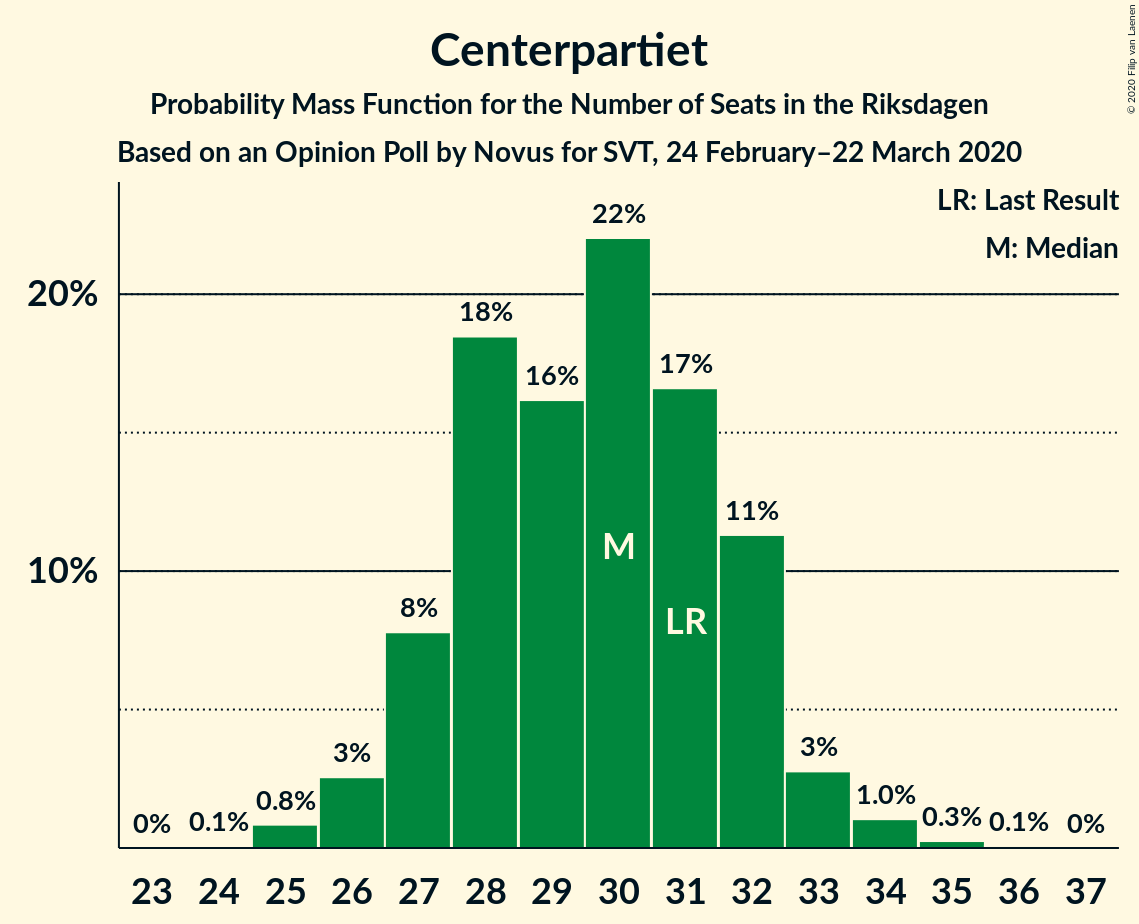 Centerpartiet
Probability Mass Function for the Number of Seats in the Riksdagen
Based on an Opinion Poll by Novus for SVT, 24 February–22 March 2020
© 2020 Filip van Laenen
LR: Last Result
M: Median
20%
10%
0%
0.1%
0.8%
3%
8%
18%
16%
22%
17%
11%
3%
1.0%
0.3%
0.1%
0%
M
LR
23 24 25 26 27 28 29 30 31 32 33 34 35 36 37